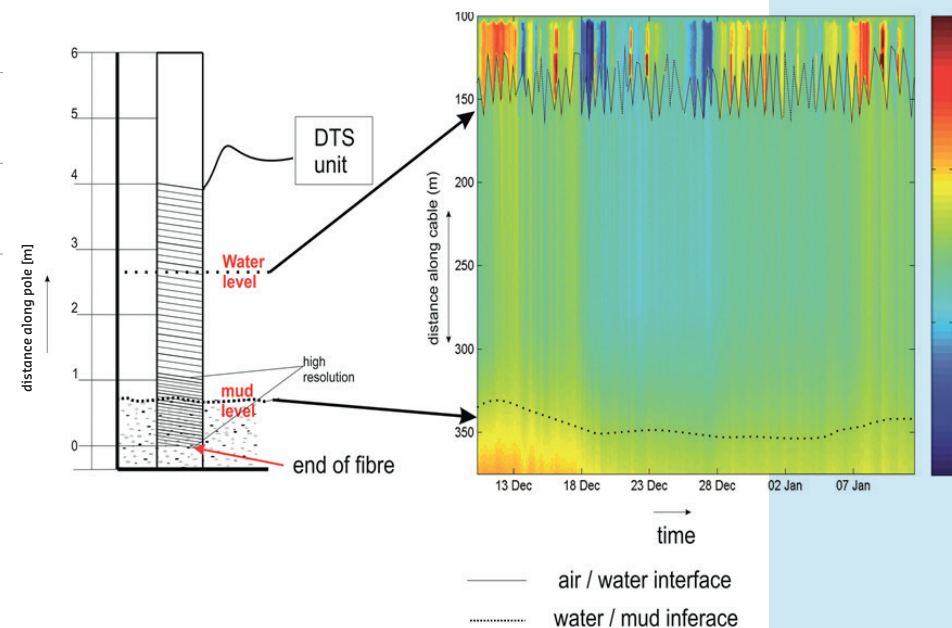 6
5
4
3
2
1
0
distance along pole [m]
DTS
unit
Water
level
high
resolution
mud
level
end of fibre
100
150
200
250
300
350
distance along cable (m)
13 Dec
18 Dec
23 Dec
28 Dec
02 Jan
07 Jan
time
air / water interface
water / mud inferace